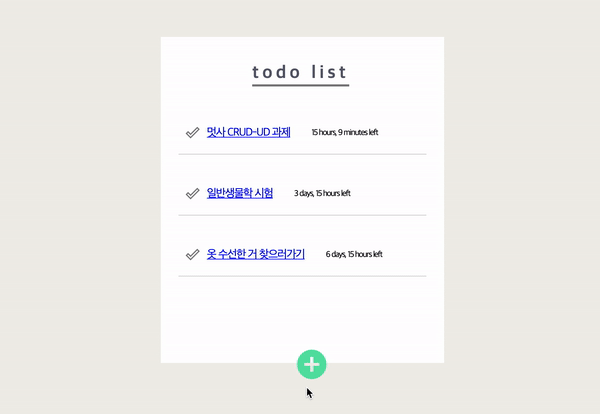 todo list
멋사 CRUD-UD 과제 15 hours, 9 minutes left
일반생물학 시험 3 days, 15 hours left
옷 수선한 거 찾으러가기 6 days, 15 hours left